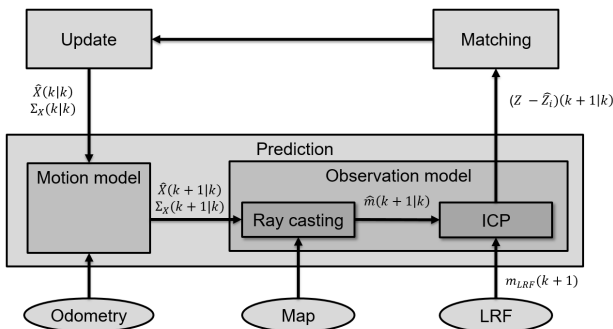 Update
Matching
X̂(k|k)
Σ_X(k|k)
(Z − Ẑ_i)(k + 1|k)
Prediction
Motion model
Observation model
X̂(k + 1|k)
Σ_X(k + 1|k)
Ray casting
m̂(k + 1|k)
ICP
m_LRF(k + 1)
Odometry
Map
LRF